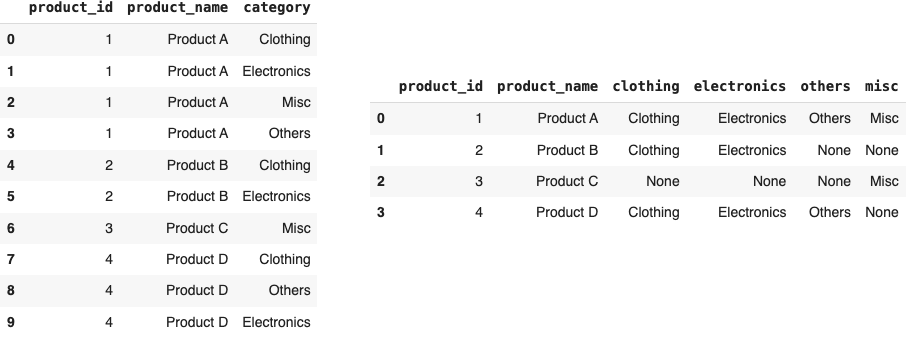 product_id product_name category
0 1 Product A Clothing
1 1 Product A Electronics
2 1 Product A Misc
3 1 Product A Others
4 2 Product B Clothing
5 2 Product B Electronics
6 3 Product C Misc
7 4 Product D Clothing
8 4 Product D Others
9 4 Product D Electronics
product_id product_name clothing electronics others misc
0 1 Product A Clothing Electronics Others Misc
1 2 Product B Clothing Electronics None None
2 3 Product C None None None Misc
3 4 Product D Clothing Electronics Others None